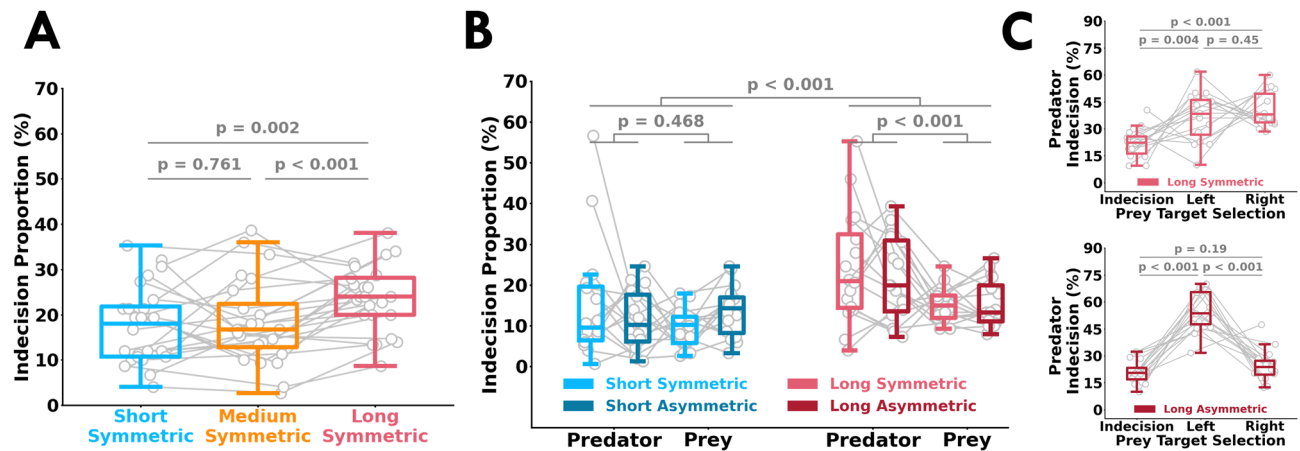 A
Indecision Proportion (%)
70
60
50
40
30
20
10
0
p = 0.002
p = 0.761
p < 0.001
Short
Symmetric
Medium
Symmetric
Long
Symmetric
B
Indecision Proportion (%)
70
60
50
40
30
20
10
0
p < 0.001
p = 0.468
p < 0.001
Short Symmetric
Short Asymmetric
Long Symmetric
Long Asymmetric
Predator
Prey
Predator
Prey
C
Predator
Indecision (%)
90
75
60
45
30
15
0
p < 0.001
p = 0.004
p = 0.45
Long Symmetric
Indecision
Left
Right
Prey Target Selection
Predator
Indecision (%)
90
75
60
45
30
15
0
p = 0.19
p < 0.001
p < 0.001
Long Asymmetric
Indecision
Left
Right
Prey Target Selection